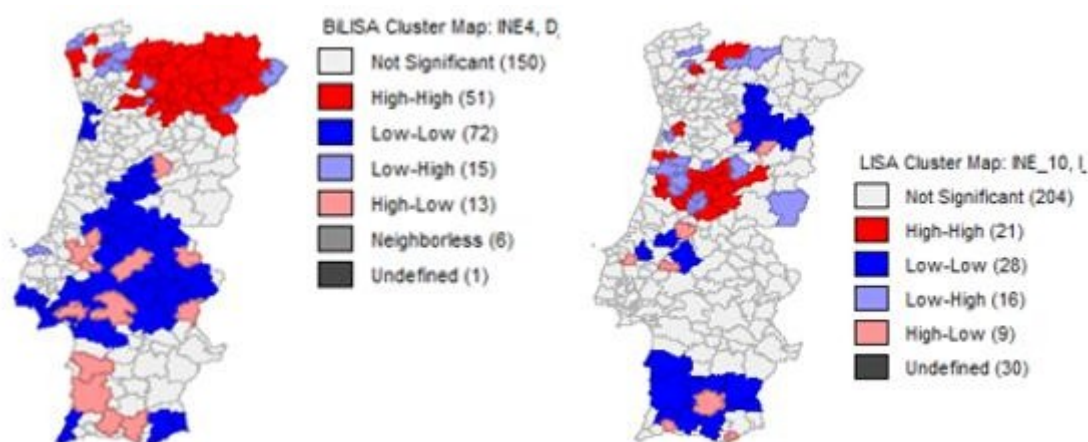 BiLISA Cluster Map: INE4, D_
Not Significant (150)
High-High (51)
Low-Low (72)
Low-High (15)
High-Low (13)
Neighborless (6)
Undefined (1)
LISA Cluster Map: INE_10, I_
Not Significant (204)
High-High (21)
Low-Low (28)
Low-High (16)
High-Low (9)
Undefined (30)